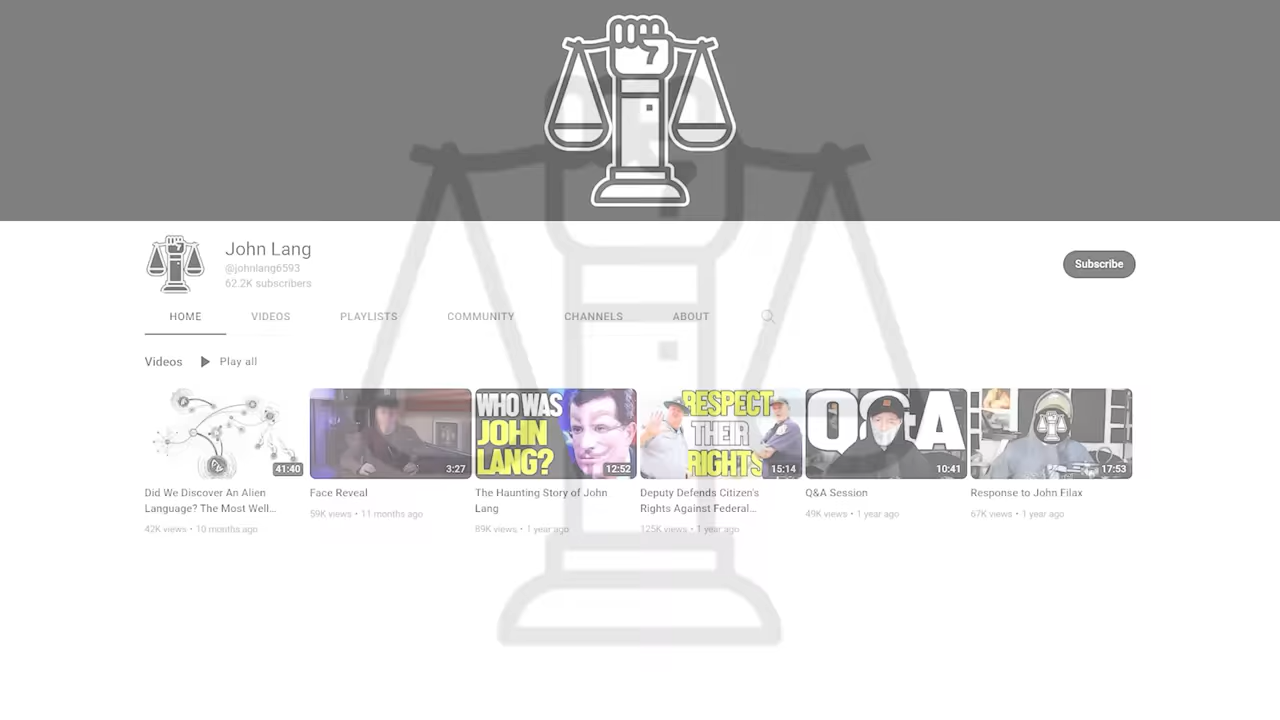 John Lang
@johnlang6593
62.2K subscribers
Subscribe
HOME VIDEOS PLAYLISTS COMMUNITY CHANNELS ABOUT
Videos Play all
41:40
3:27
WHO WAS
JOHN
LANG?
12:52
RESPECT
THEIR
RIGHTS
15:14
Q&A
10:41
17:53
Did We Discover An Alien
Language? The Most Well...
42K views • 10 months ago
Face Reveal
59K views • 11 months ago
The Haunting Story of John
Lang
89K views • 1 year ago
Deputy Defends Citizen's
Rights Against Federal...
125K views • 1 year ago
Q&A Session
49K views • 1 year ago
Response to John Filax
67K views • 1 year ago